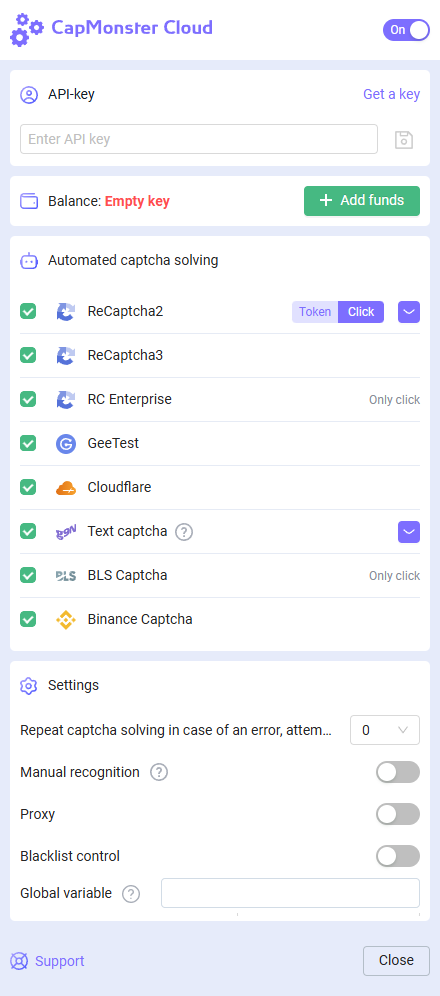 CapMonster Cloud
On
API-key
Get a key
Enter API key
Balance: Empty key
+ Add funds
Automated captcha solving
ReCaptcha2
Token
Click
ReCaptcha3
RC Enterprise
Only click
GeeTest
Cloudflare
Text captcha ?
BLS
BLS Captcha
Only click
Binance Captcha
Settings
Repeat captcha solving in case of an error, attem...
0
Manual recognition ?
Proxy
Blacklist control
Global variable ?
Support
Close